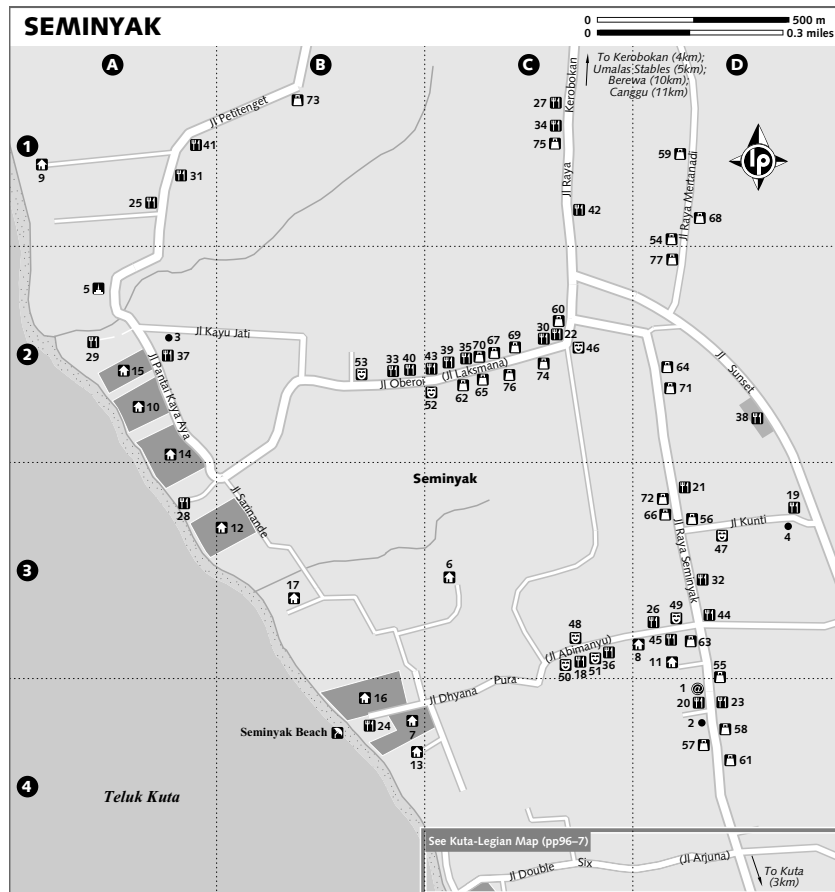 SEMINYAK
0 500 m
0 0.3 miles
A
B
C
D
To Kerobokan (4km);
Umalas Stables (5km);
Berewa (10km);
Canggu (11km)
Kerobokan
Jl Petitenget
73
27
34
75
41
1
9
31
25
59
lp
Jl Raya
42
Jl Raya Mertanadi
68
54
77
5
Jl Kayu Jati
3
60
30
22
2
29
37
53
33
40
43
39
35
70
67
69
46
15
Jl Pantai Kaya Aya
Jl Oberoi
(Jl Laksmana)
52
62
65
76
74
64
71
Jl Sunset
10
38
14
Seminyak
28
Jl Sarinande
12
72
21
19
66
56
Jl Kunti
47
4
3
6
Jl Raya Seminyak
17
32
48
26
49
44
(Jl Abimanyu)
45
63
8
11
50
18
51
36
55
16
Jl Dhyana Pura
1
20
23
24
7
2
58
Seminyak Beach
13
57
61
4
Teluk Kuta
See Kuta-Legian Map (pp96–7)
Jl Double Six (Jl Arjuna)
To Kuta
(3km)